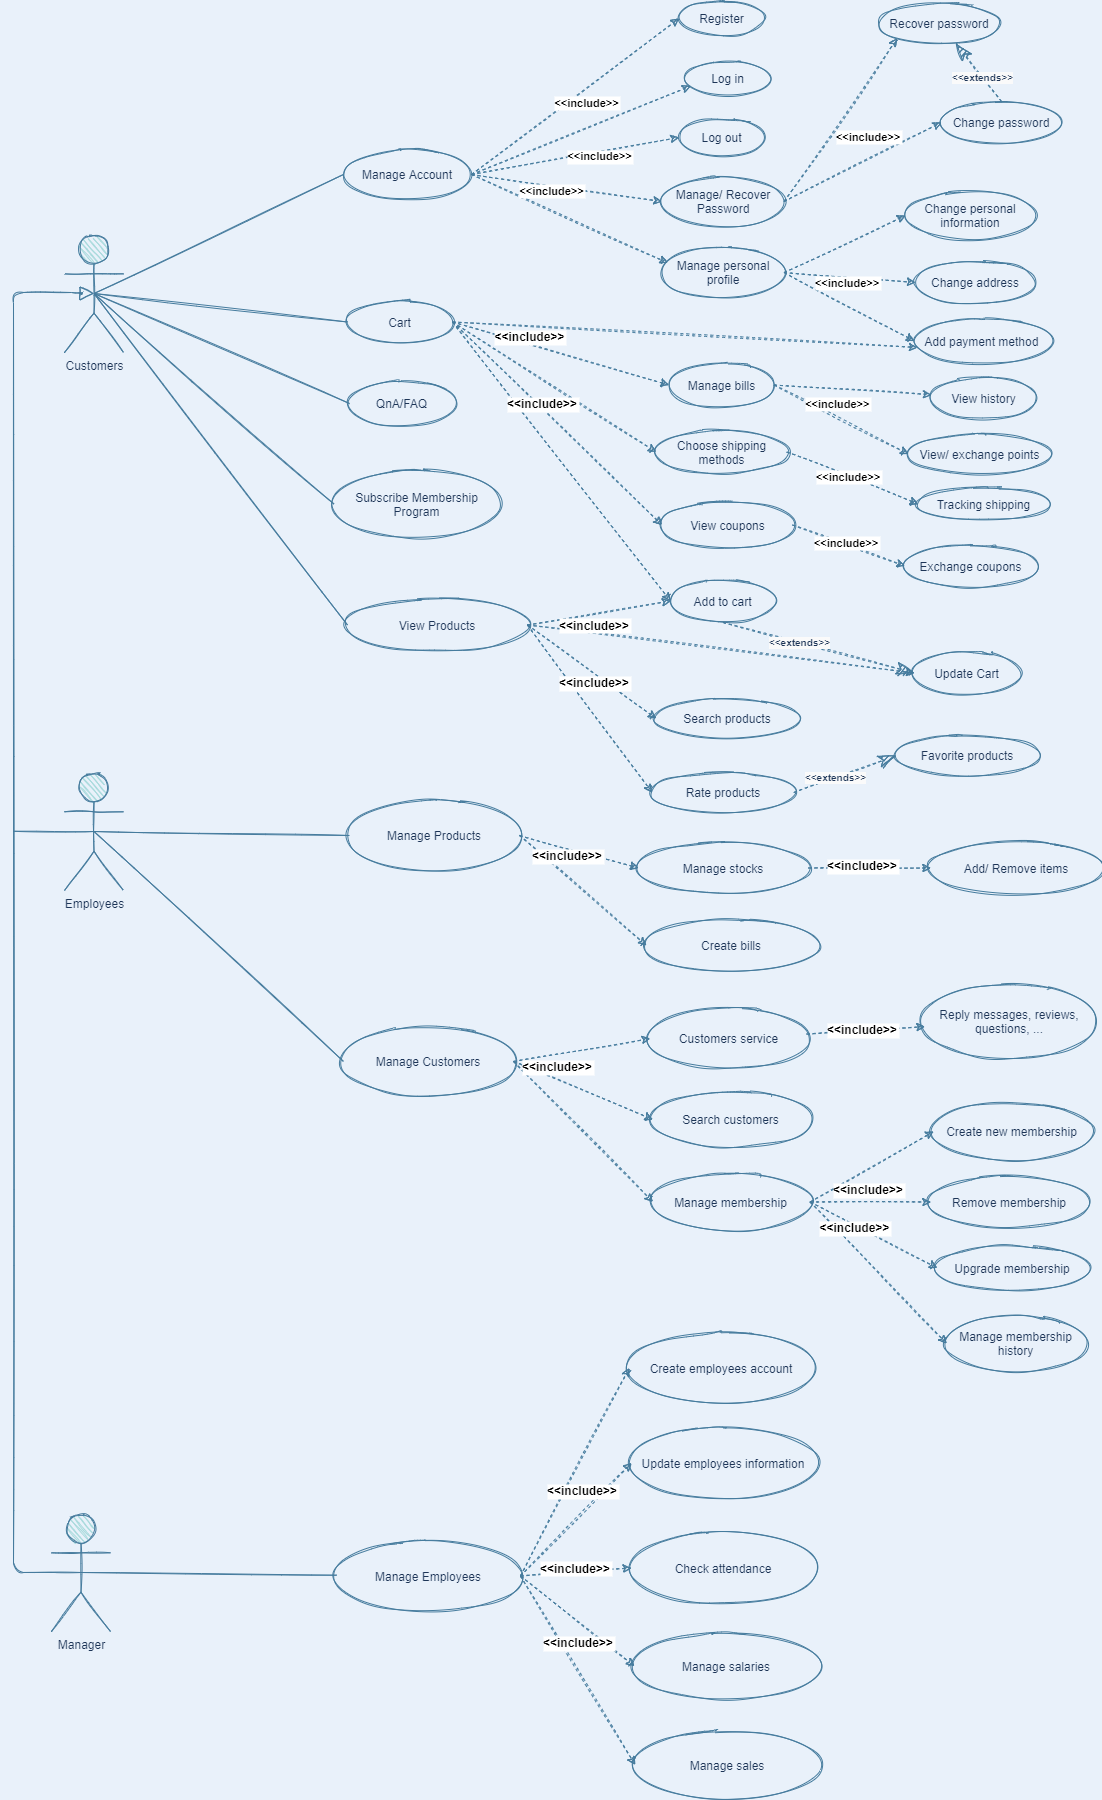 Register
Recover password
Log in
<<extends>>
<<include>>
Change password
Log out
<<include>>
<<include>>
Manage Account
<<include>>
Manage/ Recover
Password
Change personal
information
Manage personal
profile
<<include>>
Change address
Cart
<<include>>
Add payment method
Customers
Manage bills
View history
QnA/FAQ
<<include>>
<<include>>
Choose shipping
methods
View/ exchange points
<<include>>
Subscribe Membership
Program
Tracking shipping
View coupons
<<include>>
Exchange coupons
Add to cart
View Products
<<include>>
<<extends>>
Update Cart
<<include>>
Search products
Favorite products
<<extends>>
Rate products
Manage Products
<<include>>
Manage stocks
<<include>>
Add/ Remove items
Employees
Create bills
Reply messages, reviews,
questions, ...
Customers service
<<include>>
Manage Customers
<<include>>
Search customers
Create new membership
<<include>>
Manage membership
Remove membership
<<include>>
Upgrade membership
Manage membership
history
Create employees account
Update employees information
<<include>>
<<include>>
Check attendance
Manage Employees
Manager
<<include>>
Manage salaries
Manage sales